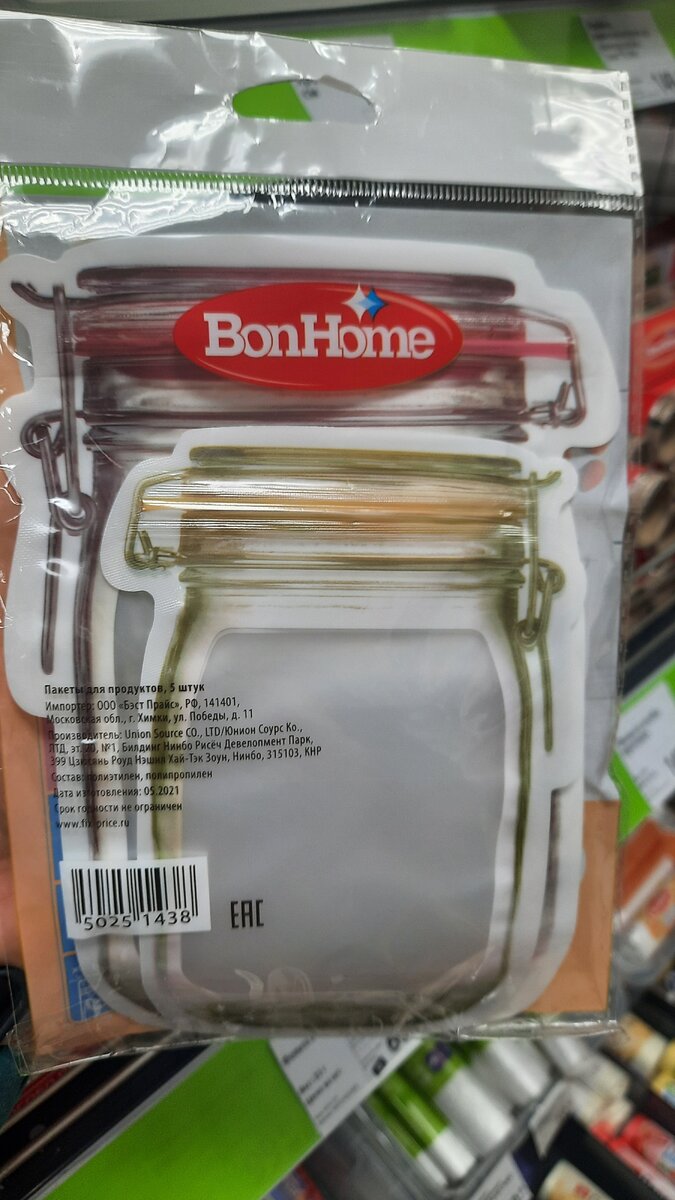 BonHome
Пакеты для продуктов, 5 штук
Импортер: ООО «Бэст Прайс», РФ, 141401,
Московская обл., г. Химки, ул. Победы, д. 11
Производитель: Union Source CO., LTD/Юнион Соурс Ко.,
ЛТД, эт. 20, №1, Билдинг Нинбо Рисёч Девелопмент Парк,
399 Цзюсянь Роуд Нэшнл Хай-Тэк Зоун, Нинбо, 315103, КНР
Состав: полиэтилен, полипропилен
Дата изготовления: 05.2021
Срок годности не ограничен
www.fix-price.ru
5025 1438
EAC